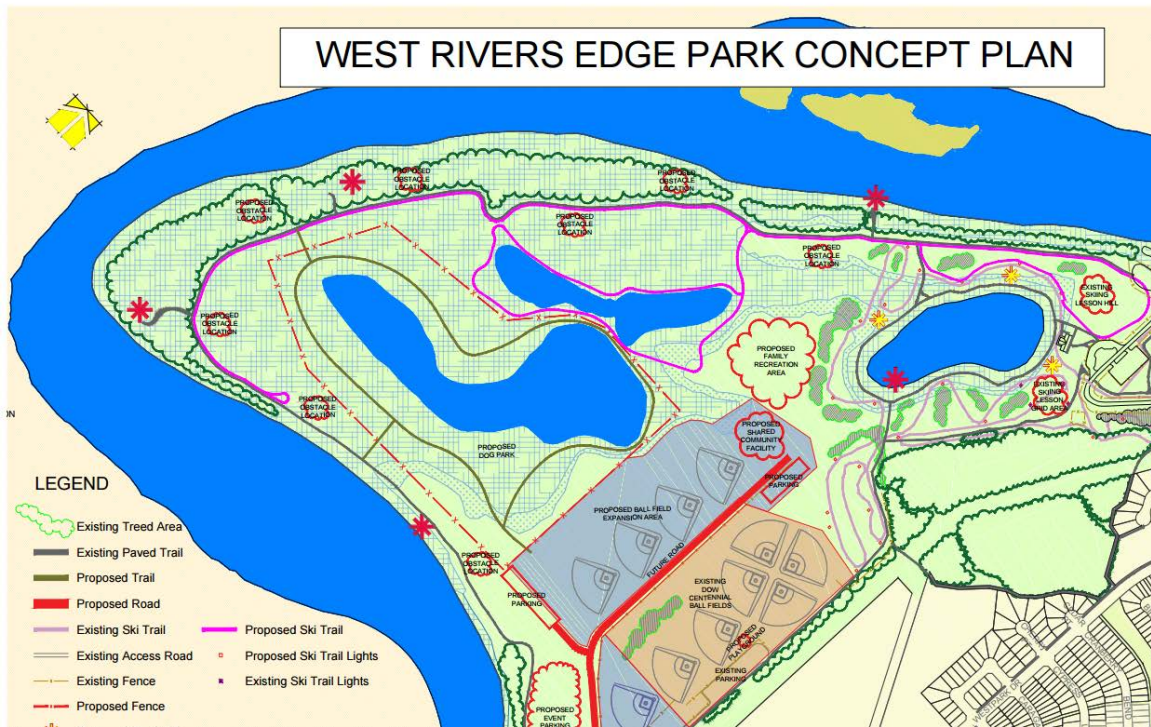 WEST RIVERS EDGE PARK CONCEPT PLAN
PROPOSED
OBSTACLE
LOCATION
PROPOSED
OBSTACLE
LOCATION
PROPOSED
OBSTACLE
LOCATION
PROPOSED
OBSTACLE
LOCATION
PROPOSED
OBSTACLE
LOCATION
EXISTING
SKIING
LESSON HILL
PROPOSED
OBSTACLE
LOCATION
PROPOSED
FAMILY
RECREATION
AREA
EXISTING
SKIING
LESSON
GRID AREA
PROPOSED
OBSTACLE
LOCATION
ON
PROPOSED
SHARED
COMMUNITY
FACILITY
PROPOSED
DOG PARK
PROPOSED
PARKING
PROPOSED BALL FIELD
EXPANSION AREA
FUTURE ROAD
PROPOSED
OBSTACLE
LOCATION
PROPOSED
PARKING
EXISTING
DOW
CENTENNIAL
BALL FIELDS
PROPOSED
PLAYGROUND
EXISTING
PARKING
PROPOSED
EVENT
PARKING
WESTPARK DR
LEGEND
Existing Treed Area
Existing Paved Trail
Proposed Trail
Proposed Road
Existing Ski Trail
Proposed Ski Trail
Existing Access Road
Proposed Ski Trail Lights
Existing Fence
Existing Ski Trail Lights
Proposed Fence